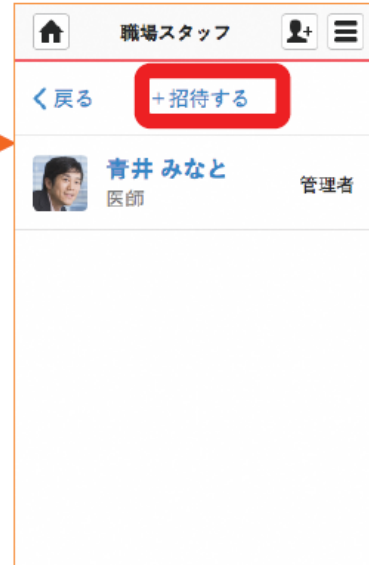 職場スタッフ
戻る
+招待する
青井 みなと
医師
管理者